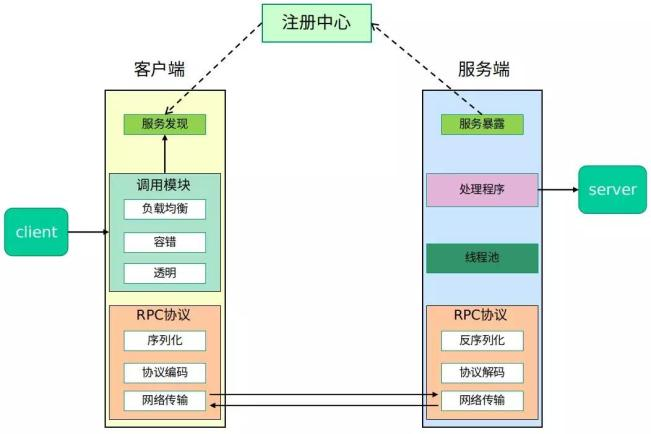 注册中心
客户端
服务发现
调用模块
负载均衡
容错
透明
client
RPC协议
序列化
协议编码
网络传输
服务端
服务暴露
处理程序
server
线程池
RPC协议
反序列化
协议解码
网络传输